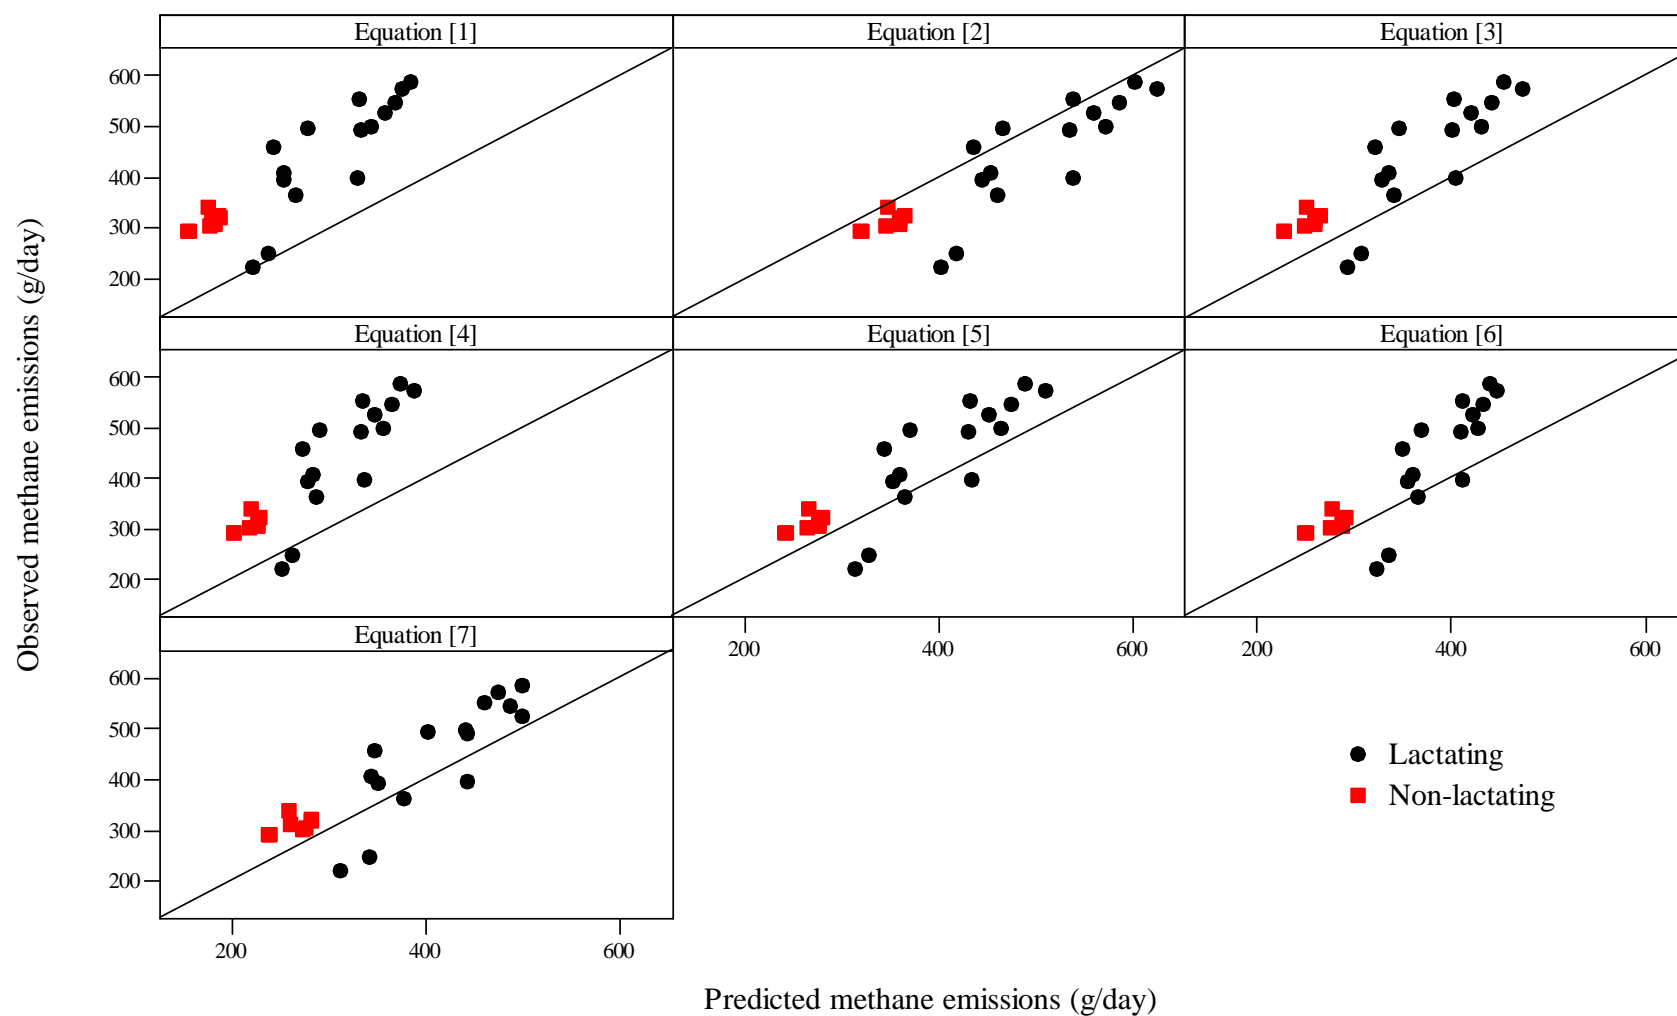 Equation [1] Equation [2] Equation [3]
600
500
400
300
200
Equation [4] Equation [5] Equation [6]
600
500
400
300
200
200 400 600 200 400 600
Equation [7]
600
500
400
300
200
200 400 600
Observed methane emissions (g/day)
Lactating
Non-lactating
Predicted methane emissions (g/day)